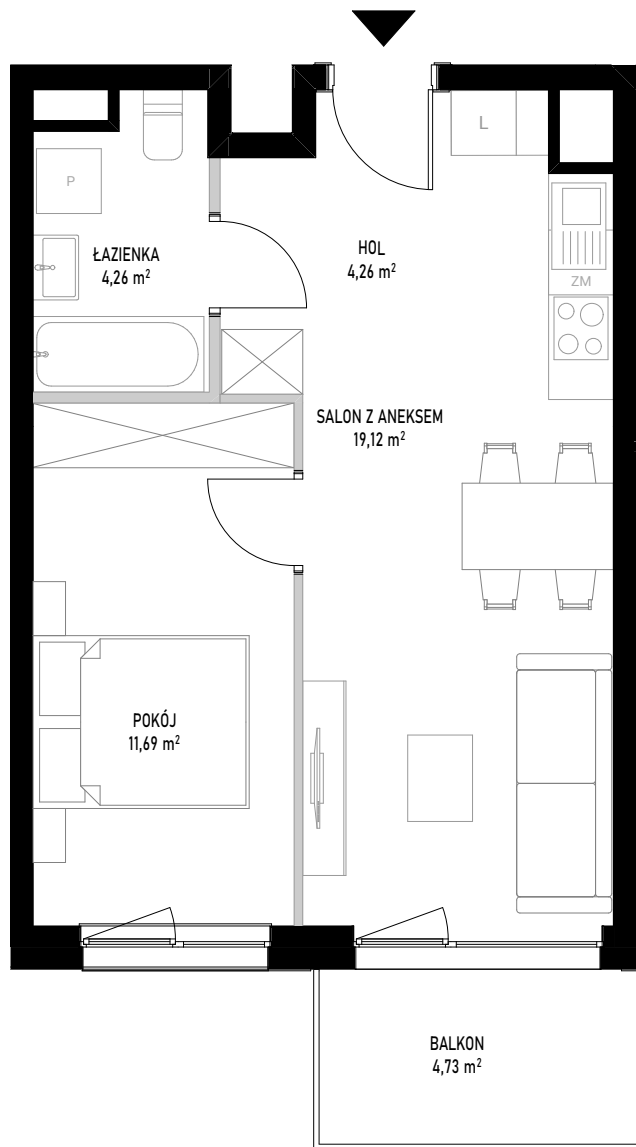 L
P
ŁAZIENKA
4,26 m²
HOL
4,26 m²
ZM
SALON Z ANEKSEM
19,12 m²
POKÓJ
11,69 m²
BALKON
4,73 m²